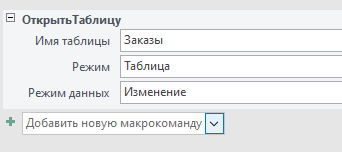 ОткрытьТаблицу
Имя таблицы Заказы
Режим Таблица
Режим данных Изменение
Добавить новую макрокоманду